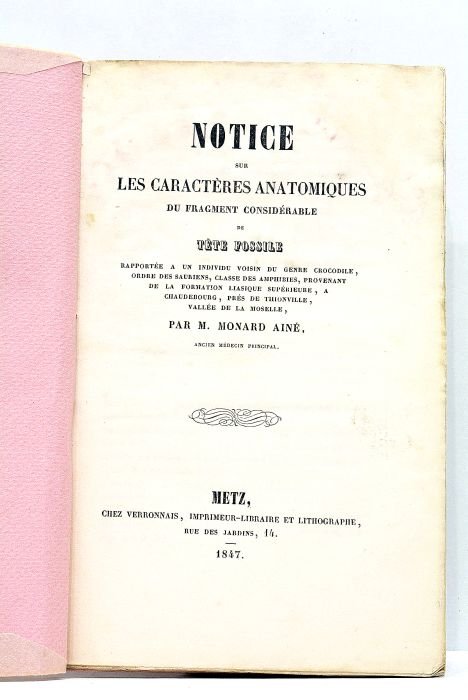 NOTICE
SUR
LES CARACTÈRES ANATOMIQUES
DU FRAGMENT CONSIDÉRABLE
DE
TÊTE FOSSILE
RAPPORTÉE A UN INDIVIDU VOISIN DU GENRE CROCODILE,
ORDRE DES SAURIENS, CLASSE DES AMPHIBIES, PROVENANT
DE LA FORMATION LIASIQUE SUPÉRIEURE, A
CHAUDEBOURG, PRÉS DE THIONVILLE,
VALLÉE DE LA MOSELLE,
PAR M. MONARD AINÉ,
ANCIEN MÉDECIN PRINCIPAL.
METZ,
CHEZ VERRONNAIS, IMPRIMEUR-LIBRAIRE ET LITHOGRAPHE,
RUE DES JARDINS, 14.
1847.